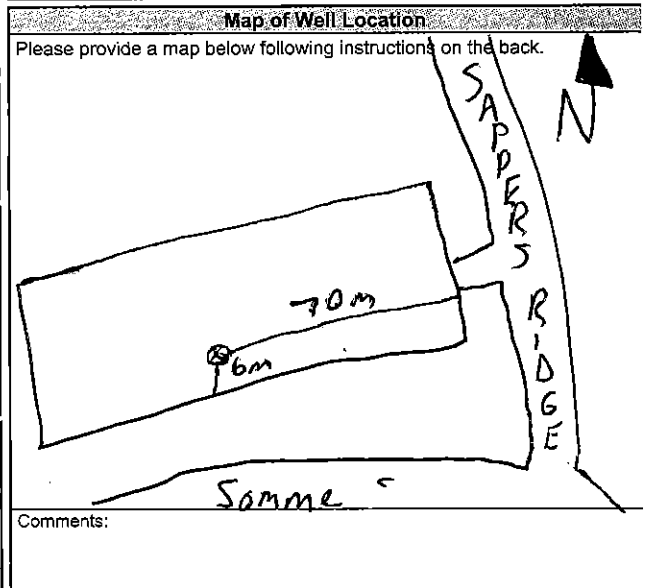 Map of Well Location
Please provide a map below following instructions on the back.
N
SAPPERS RIDGE
70m
6m
Somme
Comments: